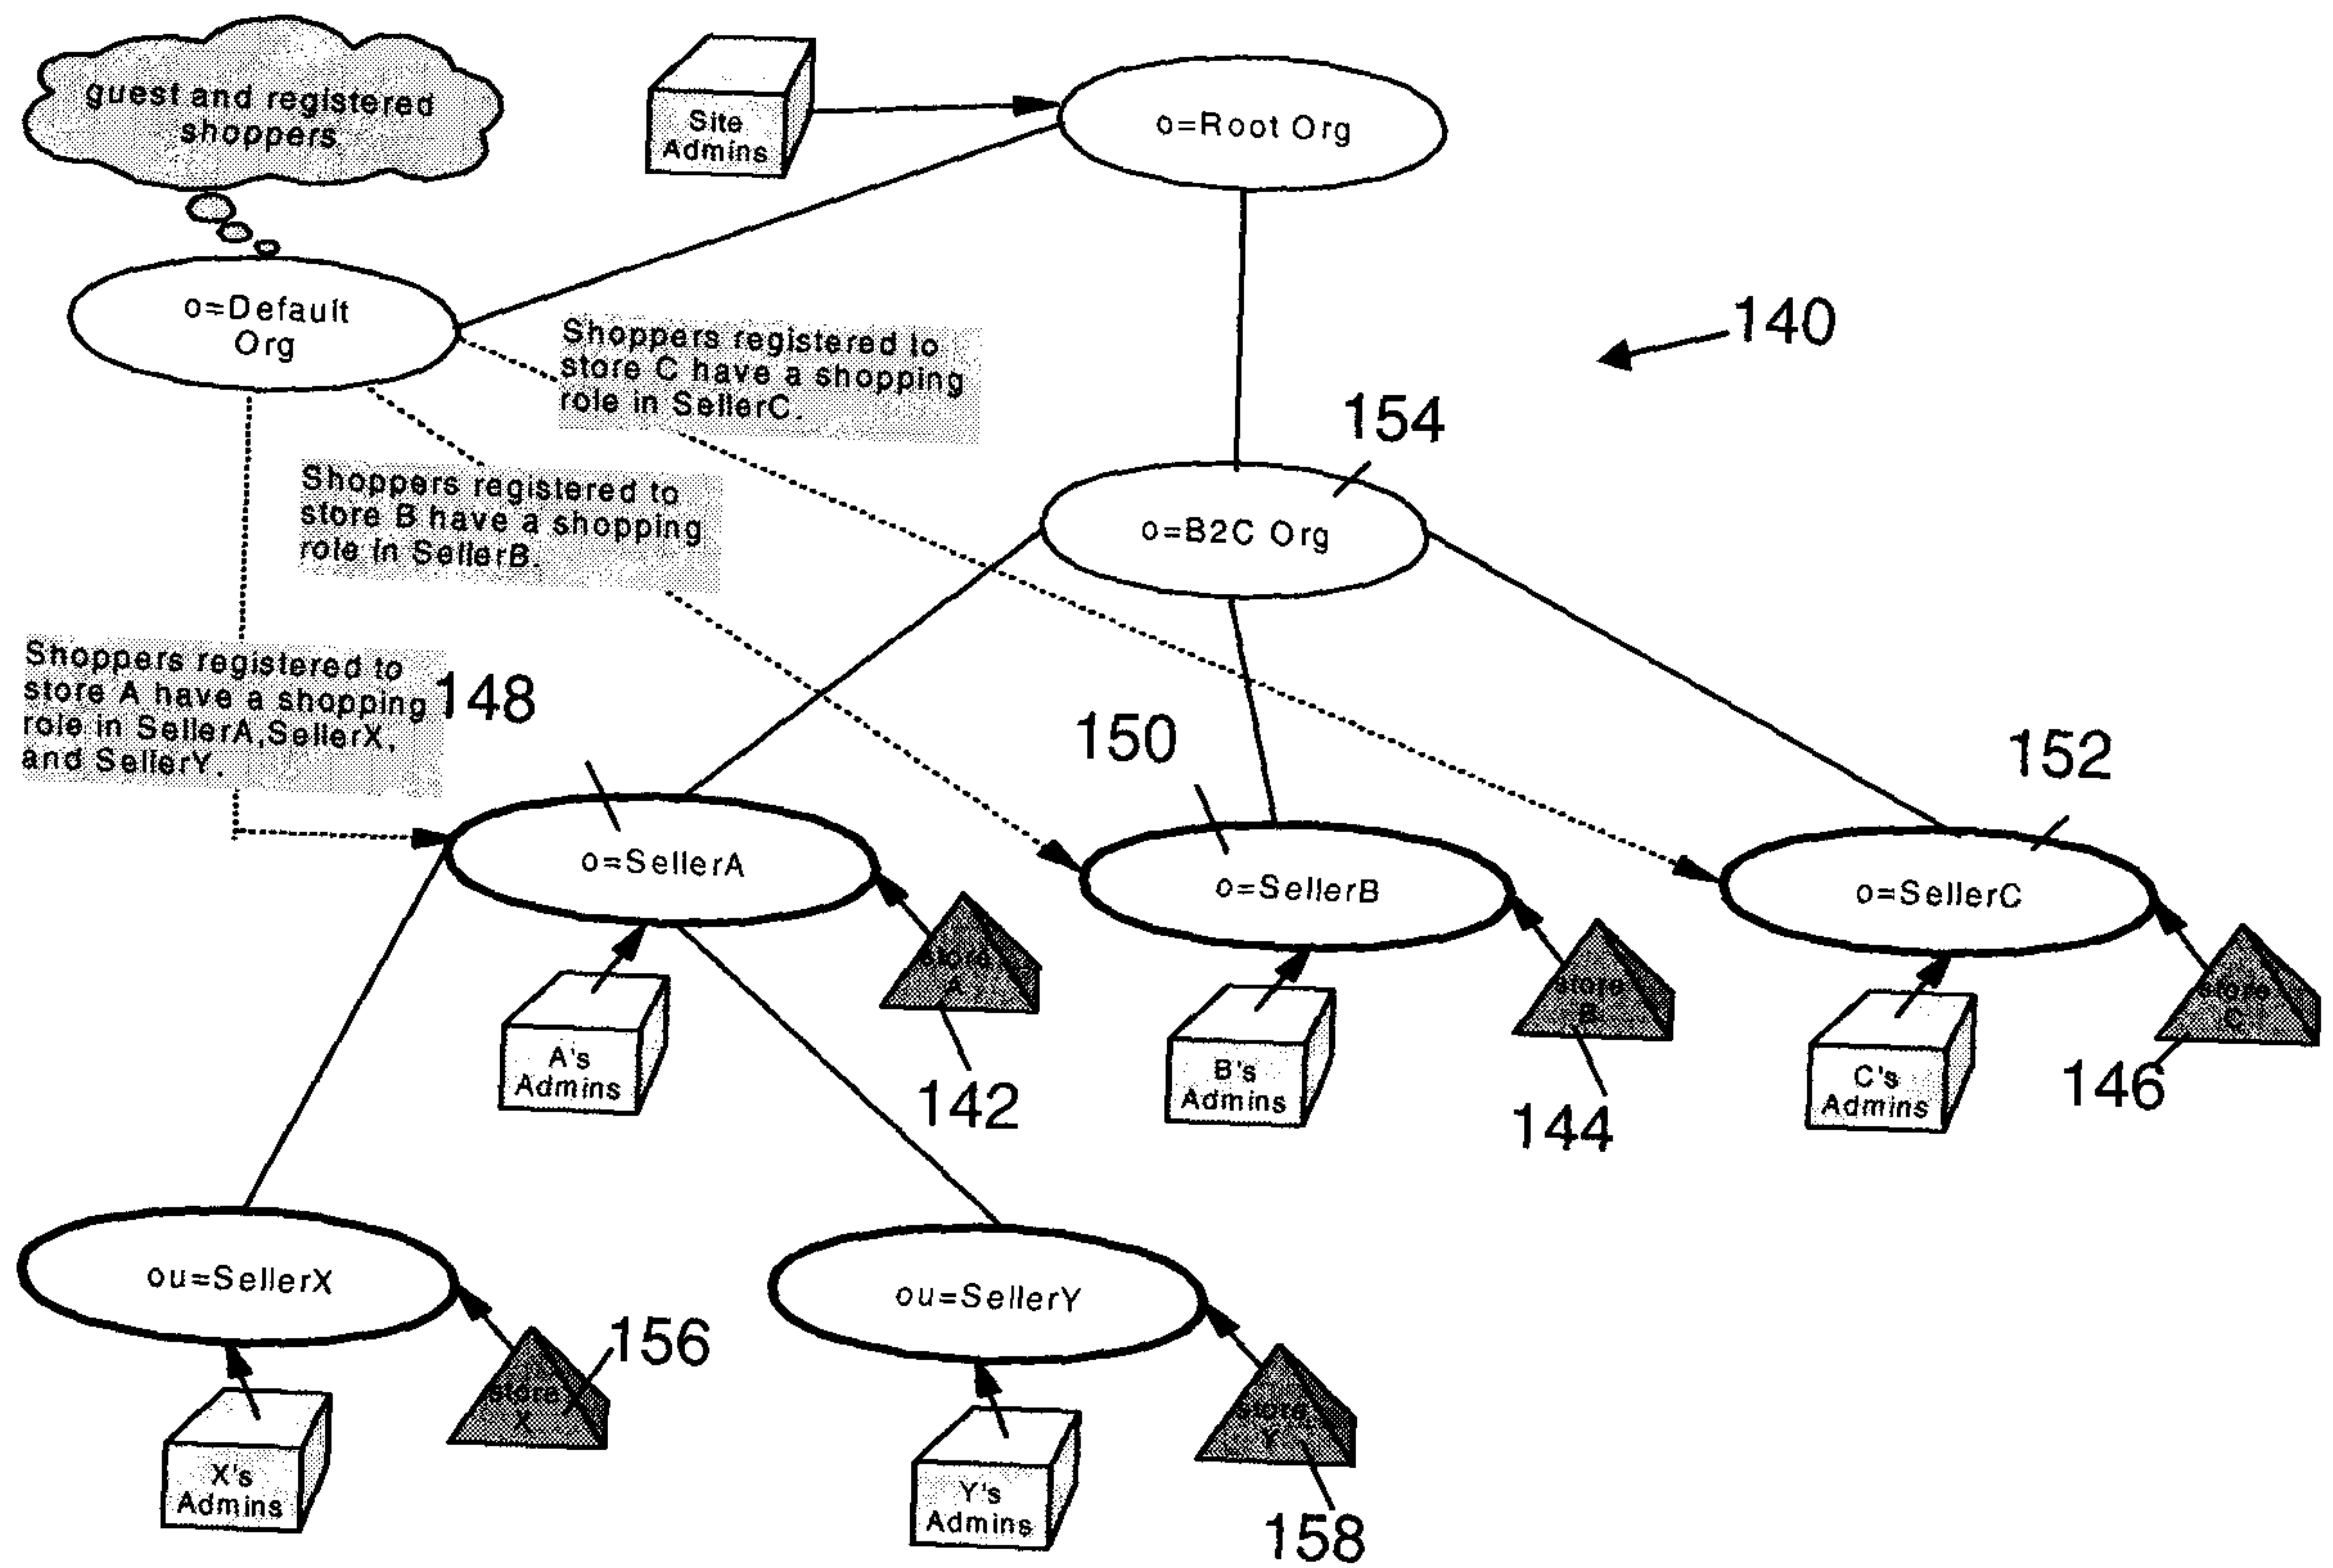 guest and registered
shoppers
Site
Admins
o=Root Org
o=Default
Org
140
Shoppers registered to
store C have a shopping
role in SellerC.
154
Shoppers registered to
store B have a shopping
role in SellerB.
o=B2C Org
Shoppers registered to
store A have a shopping
role in SellerA,SellerX,
and SellerY.
148
150
152
o=SellerA
o=SellerB
o=SellerC
store
A
store
B
store
C
A's
Admins
B's
Admins
C's
Admins
142
144
146
ou=SellerX
ou=SellerY
156
store
X
store
Y
X's
Admins
Y's
Admins
158